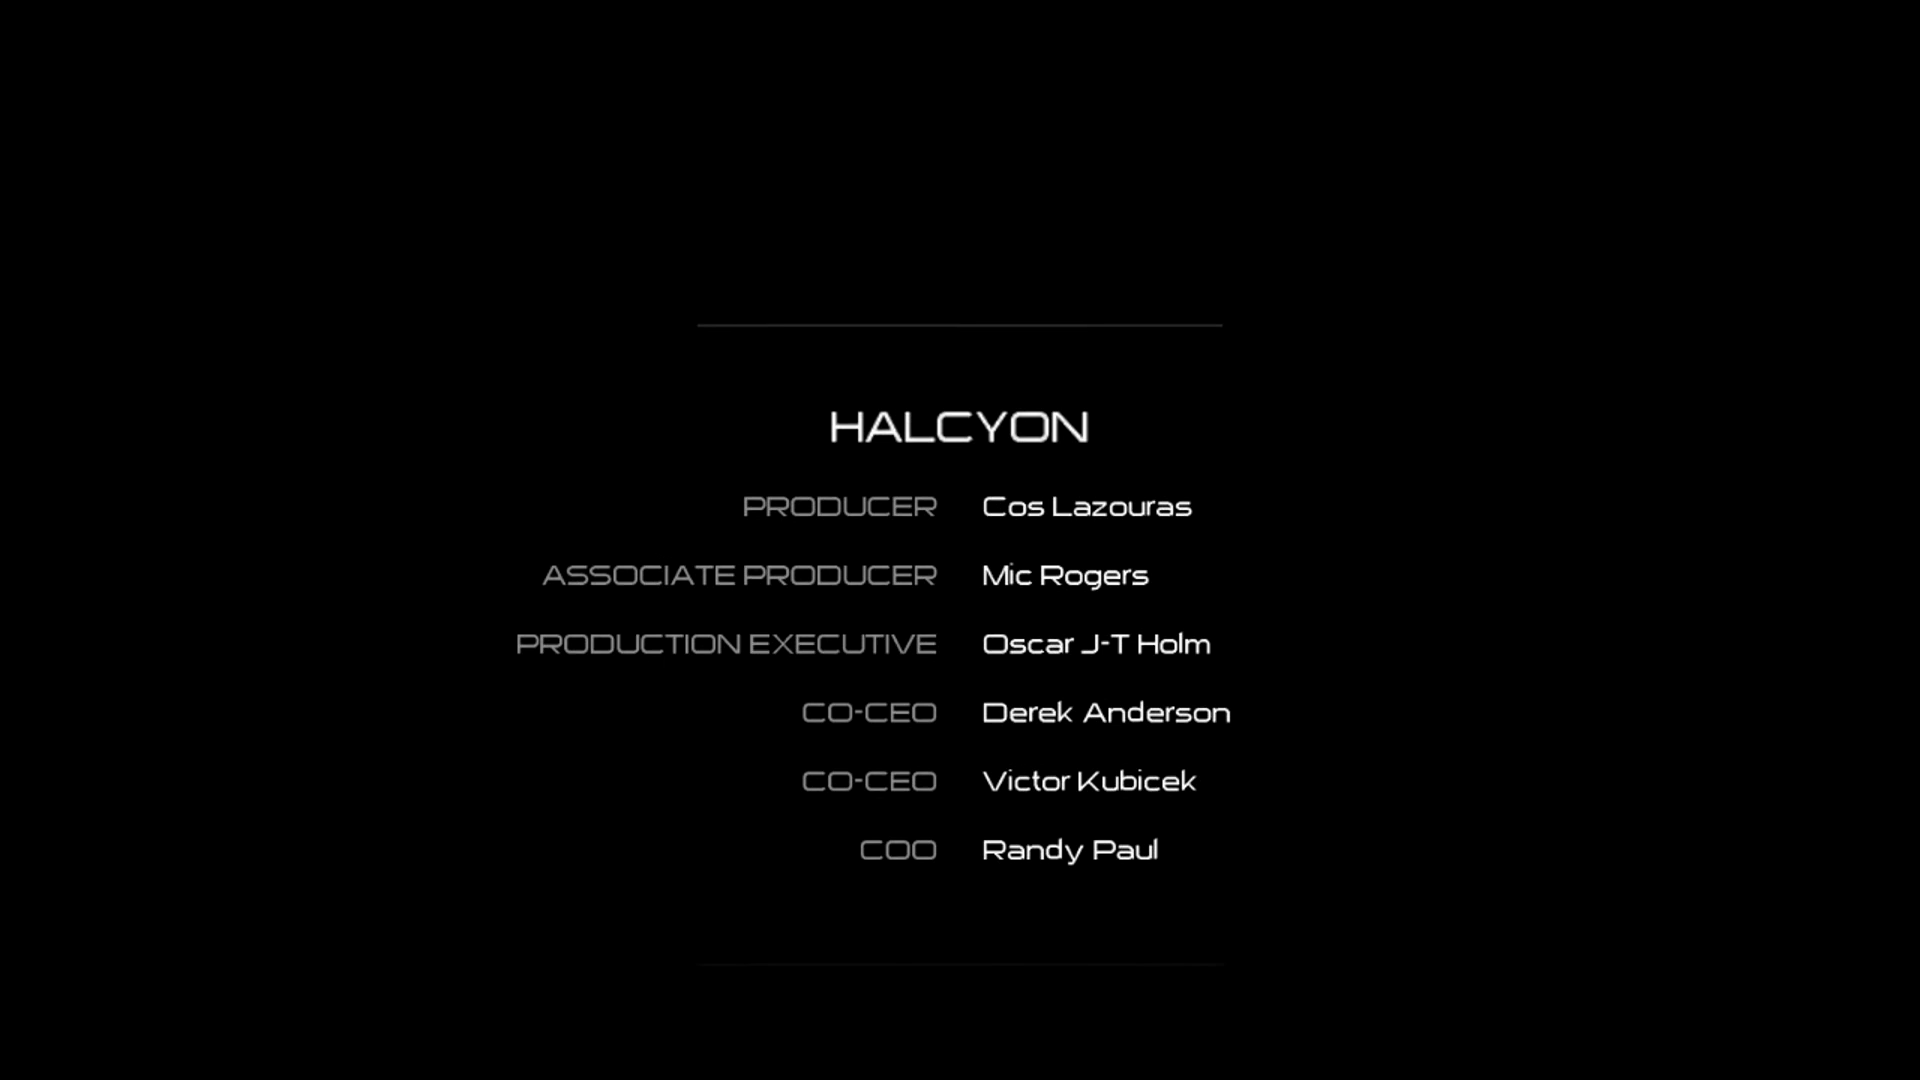 HALCYON
PRODUCER Cos Lazouras
ASSOCIATE PRODUCER Mic Rogers
PRODUCTION EXECUTIVE Oscar J-T Holm
CO-CEO Derek Anderson
CO-CEO Victor Kubicek
COO Randy Paul